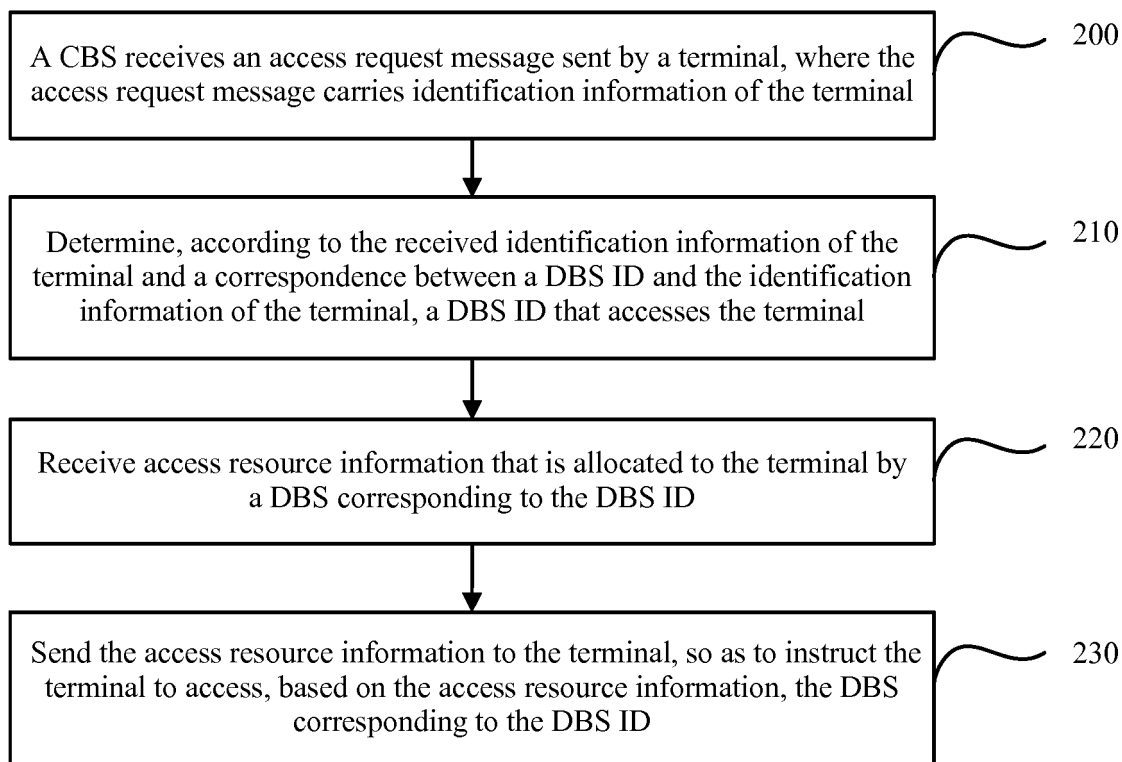 A CBS receives an access request message sent by a terminal, where the
access request message carries identification information of the terminal
200
Determine, according to the received identification information of the
terminal and a correspondence between a DBS ID and the identification
information of the terminal, a DBS ID that accesses the terminal
210
Receive access resource information that is allocated to the terminal by
a DBS corresponding to the DBS ID
220
Send the access resource information to the terminal, so as to instruct the
terminal to access, based on the access resource information, the DBS
corresponding to the DBS ID
230